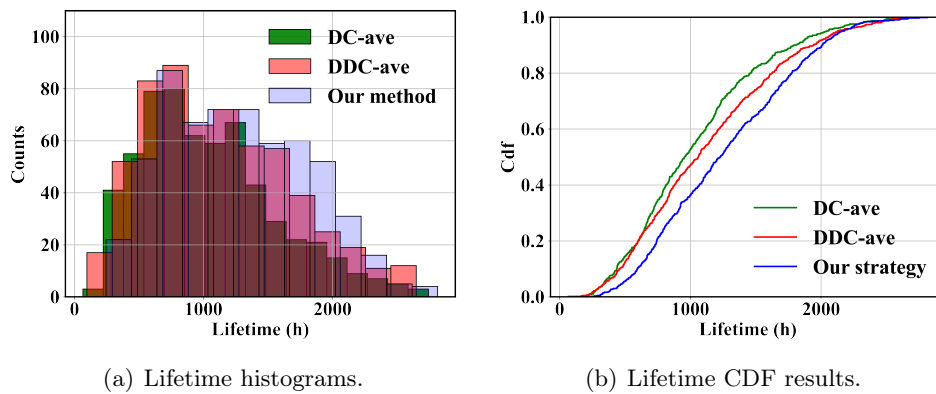 100
80
60
40
20
0
Counts
DC-ave
DDC-ave
Our method
0 1000 2000
Lifetime (h)
(a) Lifetime histograms.
1.0
0.8
0.6
0.4
0.2
0.0
Cdf
DC-ave
DDC-ave
Our strategy
0 1000 2000
Lifetime (h)
(b) Lifetime CDF results.